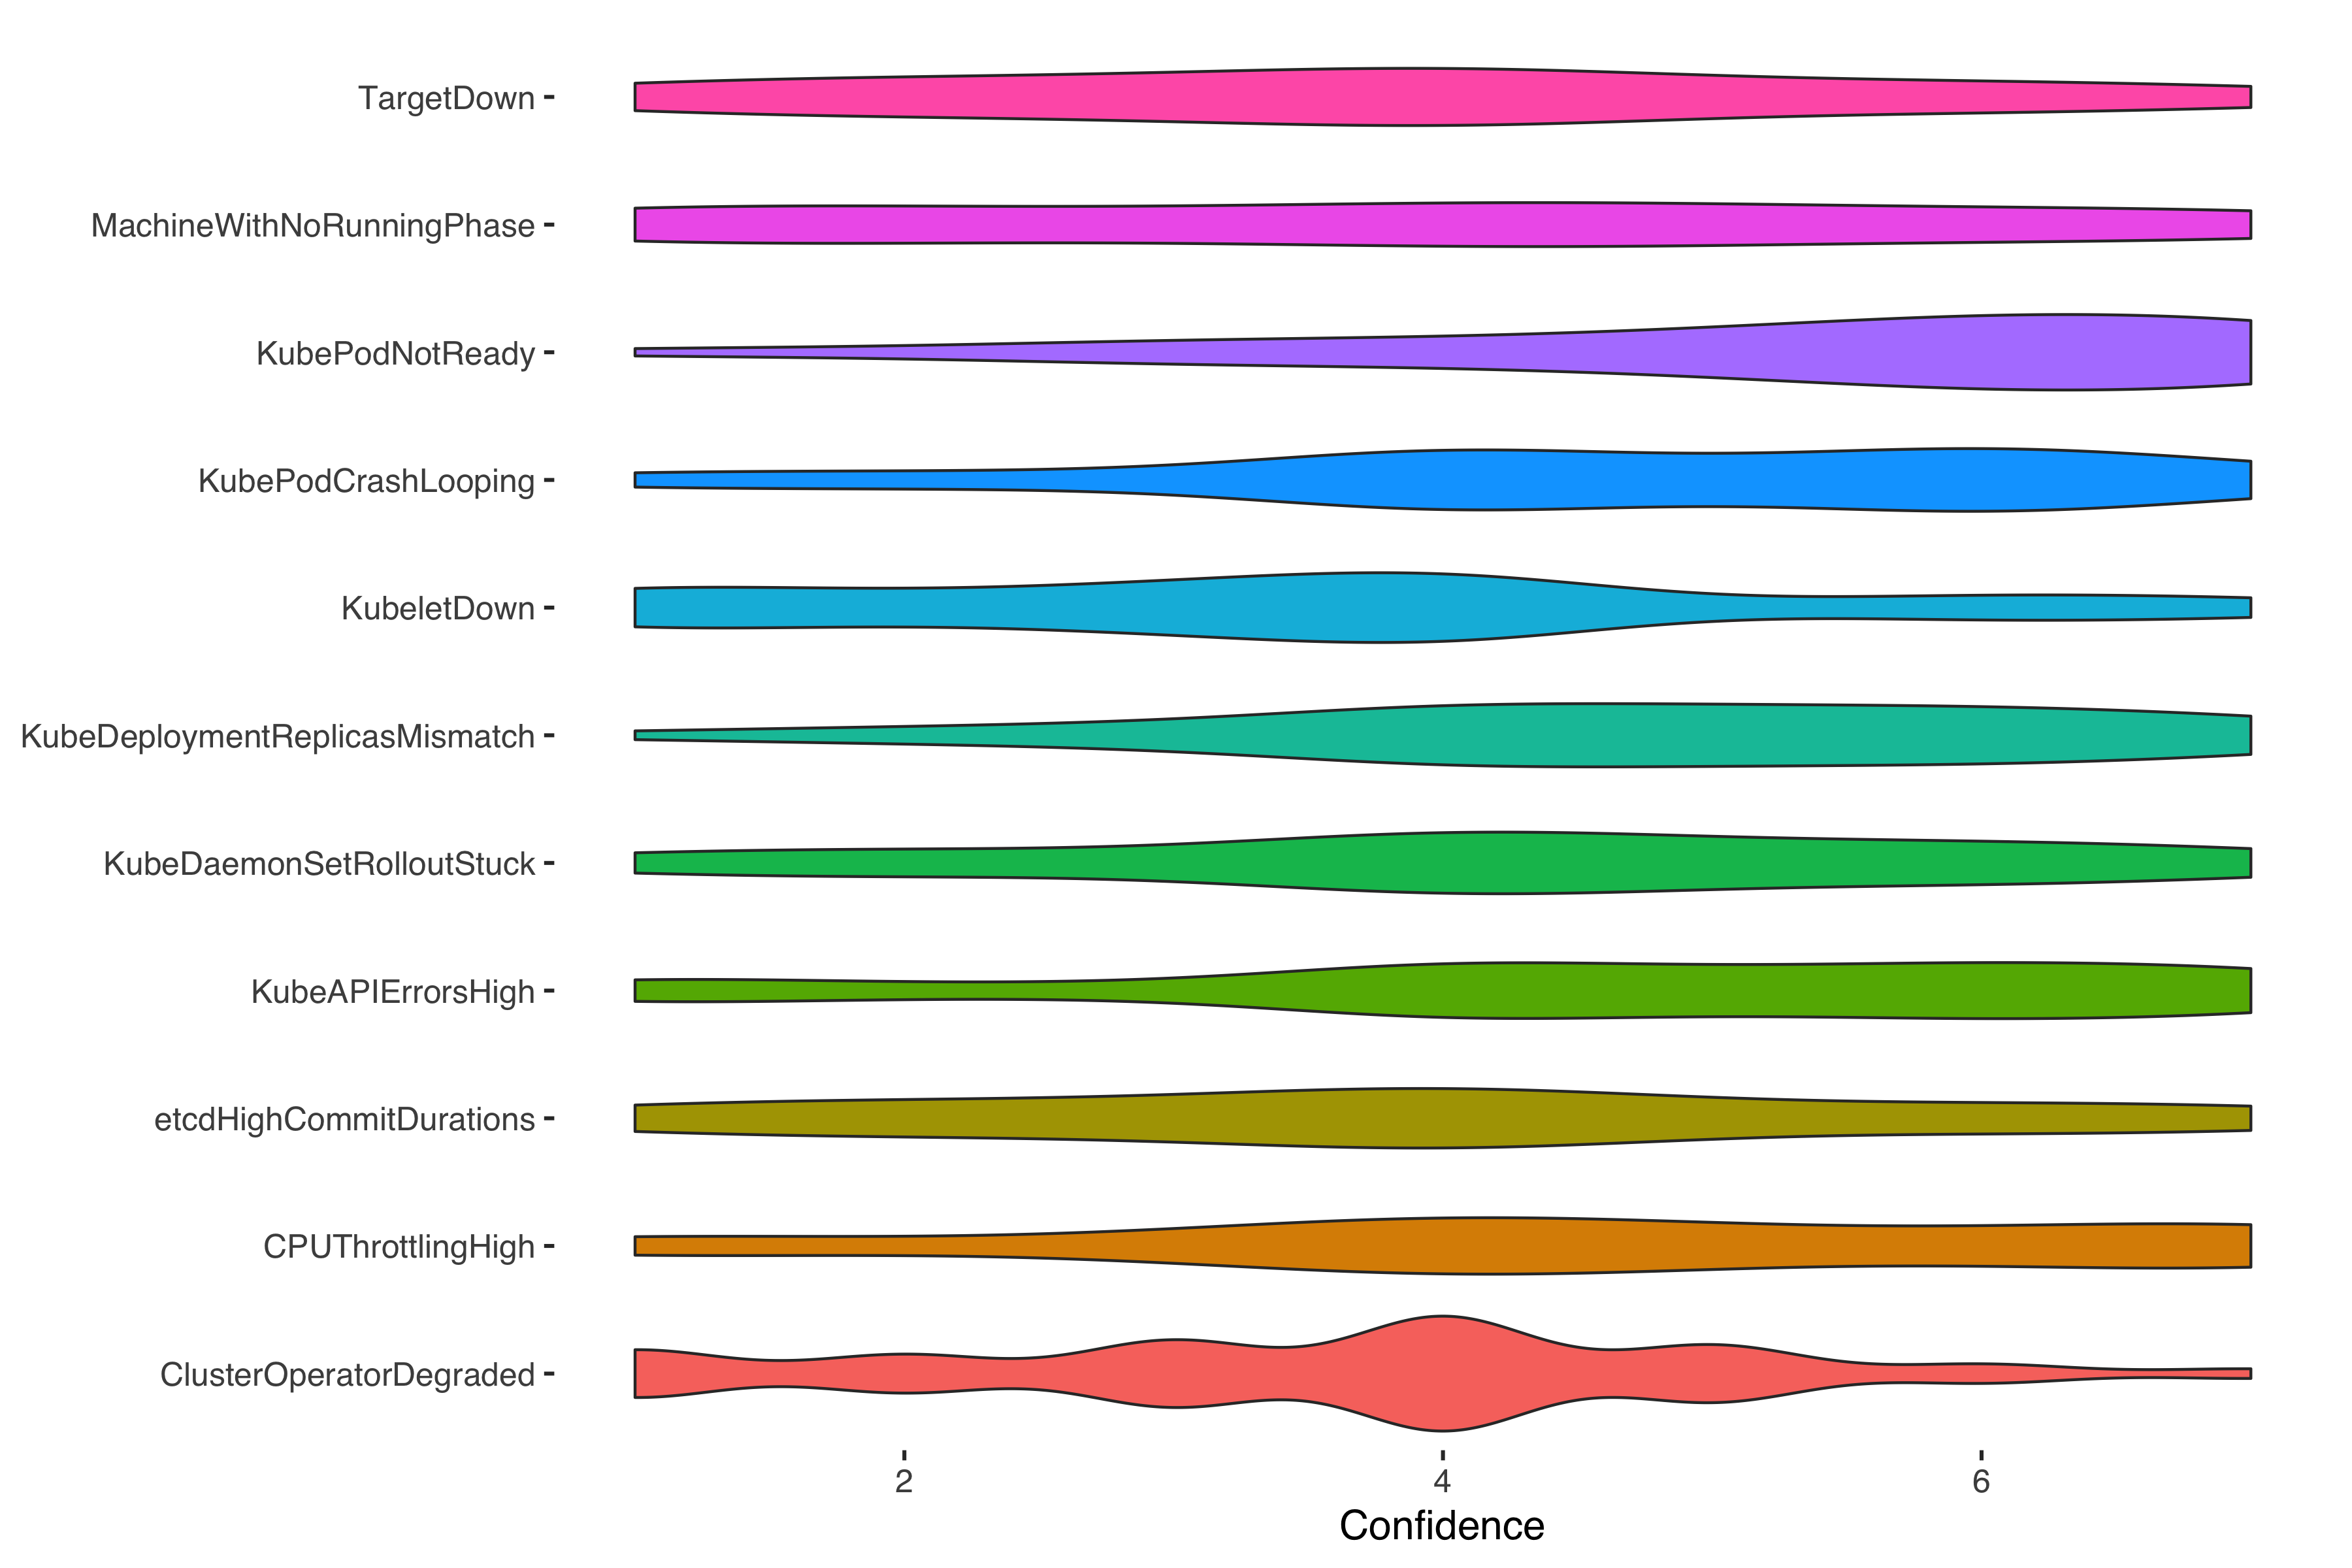 TargetDown
MachineWithNoRunningPhase
KubePodNotReady
KubePodCrashLooping
KubeletDown
KubeDeploymentReplicasMismatch
KubeDaemonSetRolloutStuck
KubeAPIErrorsHigh
etcdHighCommitDurations
CPUThrottlingHigh
ClusterOperatorDegraded
2 4 6
Confidence